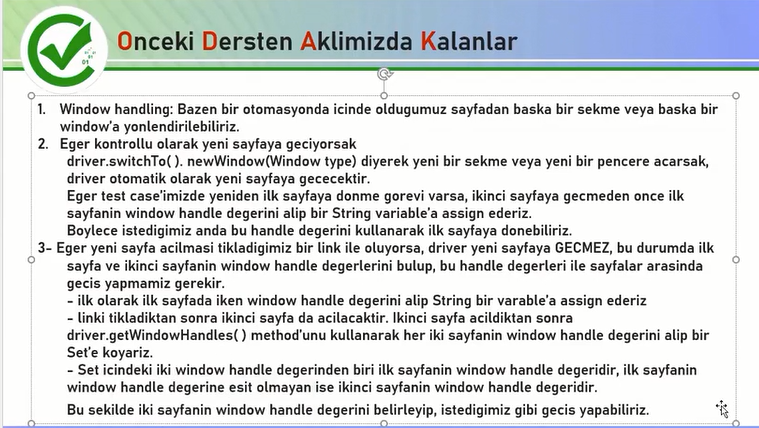 Onceki Dersten Aklimizda Kalanlar
1. Window handling: Bazen bir otomasyonda icinde oldugumuz sayfadan baska bir sekme veya baska bir
window'a yonlendirilebiliriz.
2. Eger kontrollu olarak yeni sayfaya geciyorsak
driver.switchTo( ). newWindow(Window type) diyerek yeni bir sekme veya yeni bir pencere acarsak,
driver otomatik olarak yeni sayfaya gececektir.
Eger test case'imizde yeniden ilk sayfaya donme gorevi varsa, ikinci sayfaya gecmeden once ilk
sayfanin window handle degerini alip bir String variable'a assign ederiz.
Boylece istedigimiz anda bu handle degerini kullanarak ilk sayfaya donebiliriz.
3- Eger yeni sayfa acilmasi tikladigimiz bir link ile oluyorsa, driver yeni sayfaya GECMEZ, bu durumda ilk
sayfa ve ikinci sayfanin window handle degerlerini bulup, bu handle degerleri ile sayfalar arasinda
gecis yapmamiz gerekir.
- ilk olarak ilk sayfada iken window handle degerini alip String bir varable'a assign ederiz
- linki tikladiktan sonra ikinci sayfa da acilacaktir. Ikinci sayfa acildiktan sonra
driver.getWindowHandles( ) method'unu kullanarak her iki sayfanin window handle degerini alip bir
Set'e koyariz.
- Set icindeki iki window handle degerinden biri ilk sayfanin window handle degeridir, ilk sayfanin
window handle degerine esit olmayan ise ikinci sayfanin window handle degeridir.
Bu sekilde iki sayfanin window handle degerini belirleyip, istedigimiz gibi gecis yapabiliriz.